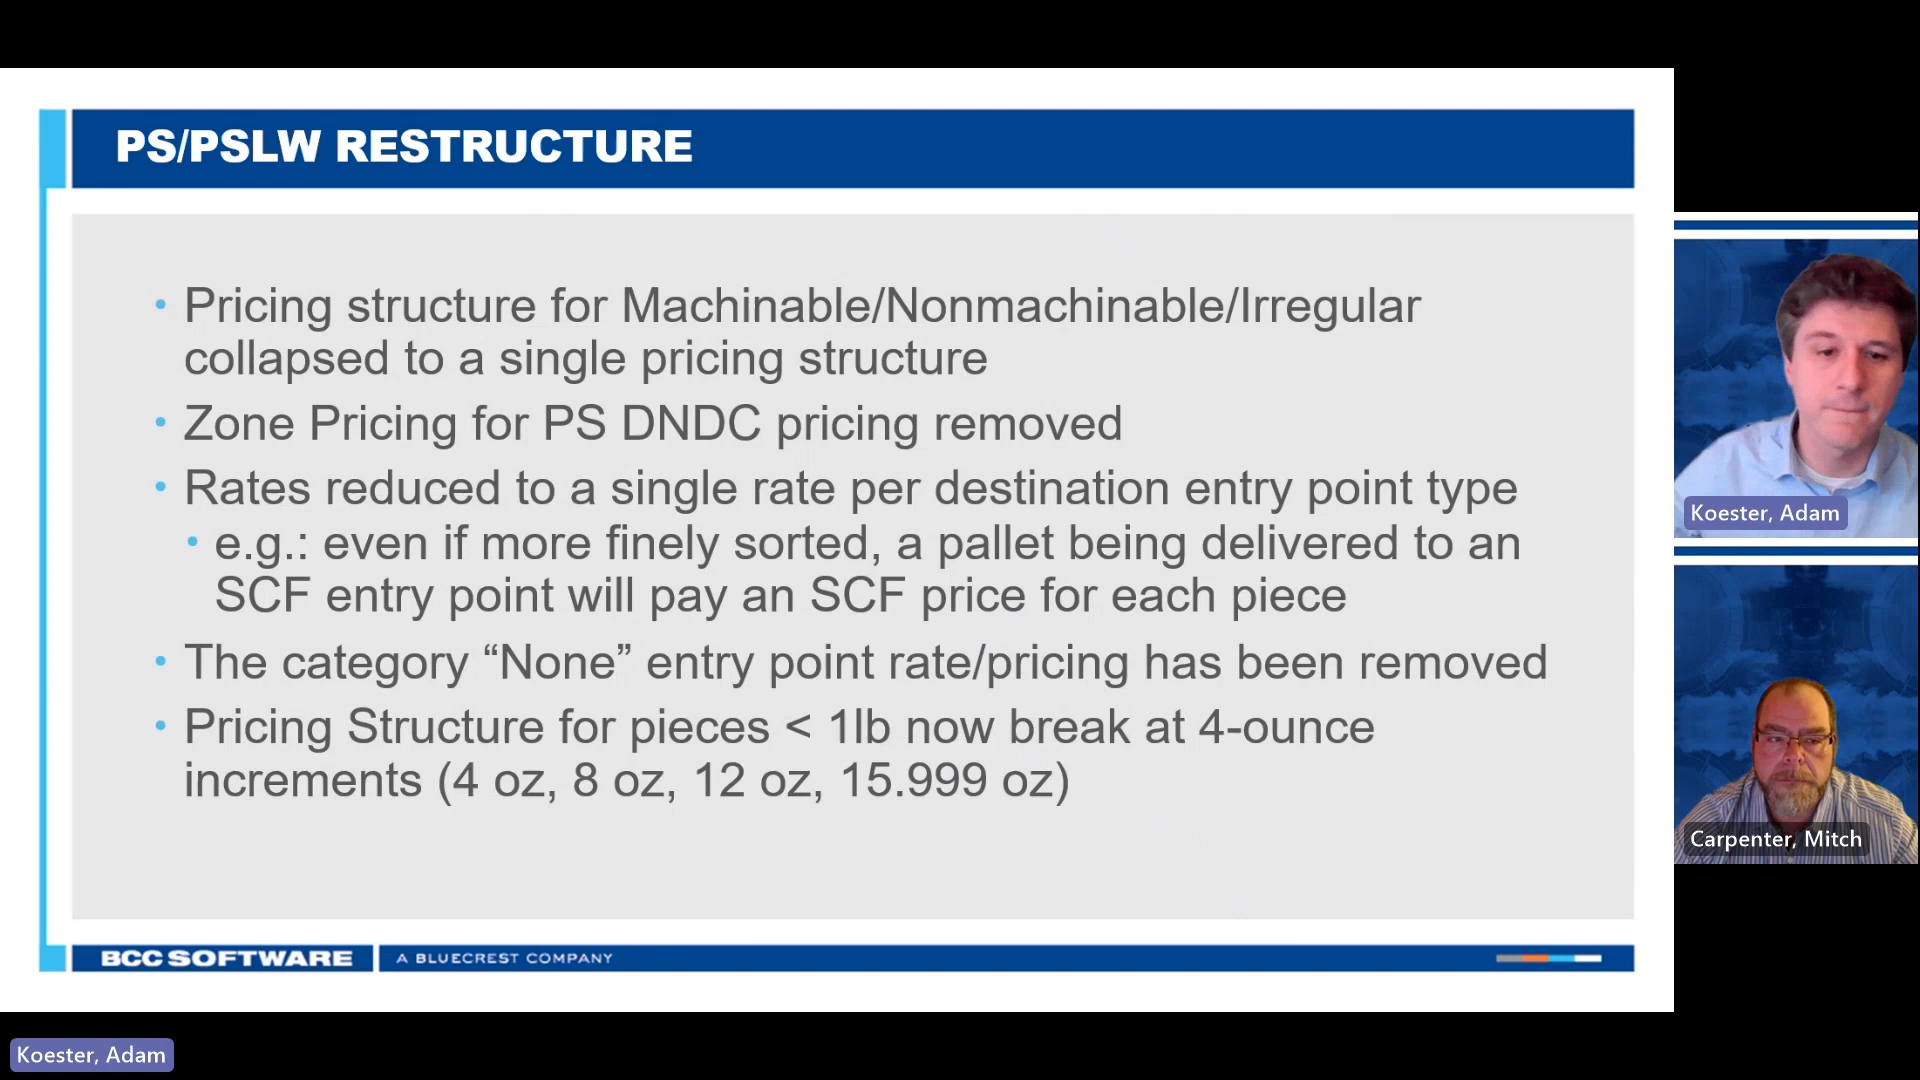 PS/PSLW RESTRUCTURE
• Pricing structure for Machinable/Nonmachinable/Irregular
collapsed to a single pricing structure
• Zone Pricing for PS DNDC pricing removed
• Rates reduced to a single rate per destination entry point type
• e.g.: even if more finely sorted, a pallet being delivered to an
SCF entry point will pay an SCF price for each piece
• The category “None” entry point rate/pricing has been removed
• Pricing Structure for pieces < 1lb now break at 4-ounce
increments (4 oz, 8 oz, 12 oz, 15.999 oz)
BCC SOFTWARE
A BLUECREST COMPANY
Koester, Adam
Carpenter, Mitch
Koester, Adam